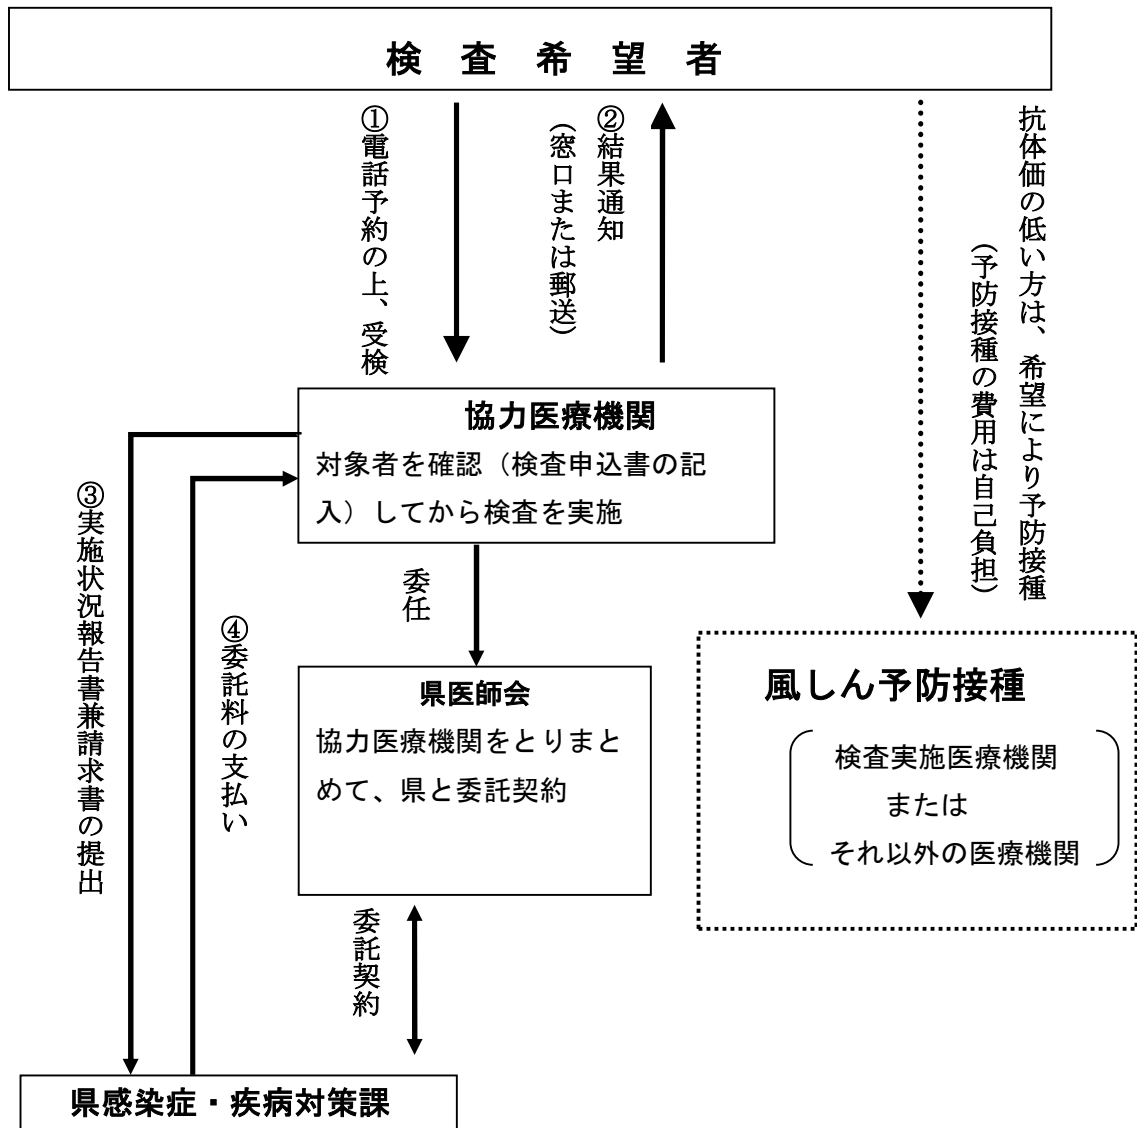 検 査 希 望 者
①電話予約の上、受検
②結果通知
(窓口または郵送)
抗体価の低い方は、希望により予防接種
(予防接種の費用は自己負担)
協力医療機関
対象者を確認（検査申込書の記
入）してから検査を実施
③実施状況報告書兼請求書の提出
④委託料の支払い
委任
県医師会
協力医療機関をとりまと
めて、県と委託契約
風しん予防接種
検査実施医療機関
または
それ以外の医療機関
委託契約
県感染症・疾病対策課